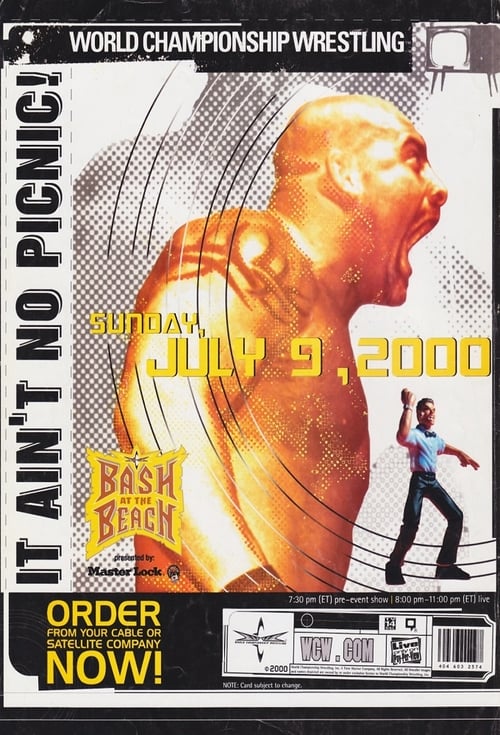 WORLD CHAMPIONSHIP WRESTLING
IT AIN'T NO PICNIC!
SUNDAY,
JULY 9, 2000
BASH
AT THE
BEACH
presented by:
Master Lock
7:30 pm (ET) pre-event show | 8:00 pm-11:00 pm (ET) live
ORDER
FROM YOUR CABLE OR
SATELLITE COMPANY
NOW!
WCW.COM
Live
©2000
NOTE: Card subject to change.